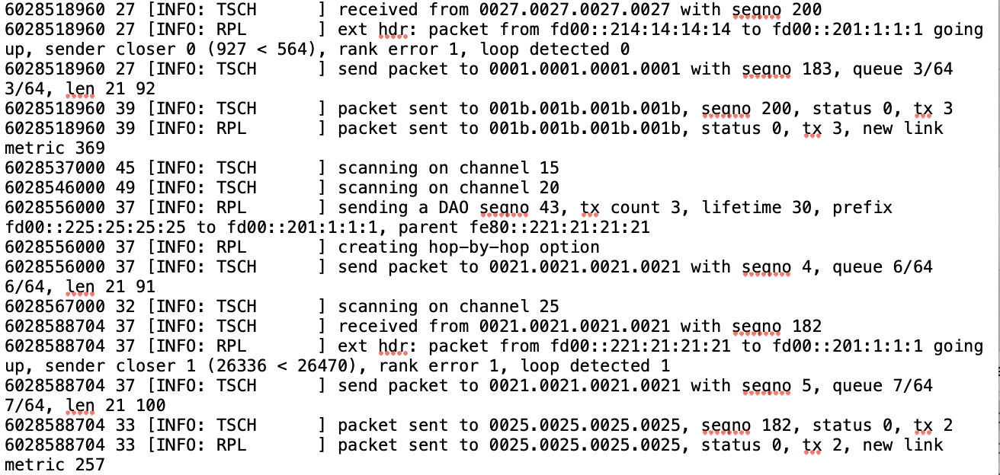 6028518960 27 [INFO: TSCH      ] received from 0027.0027.0027.0027 with seqno 200
6028518960 27 [INFO: RPL       ] ext hdr: packet from fd00::214:14:14:14 to fd00::201:1:1:1 going
up, sender closer 0 (927 < 564), rank error 1, loop detected 0
6028518960 27 [INFO: TSCH      ] send packet to 0001.0001.0001.0001 with seqno 183, queue 3/64
3/64, len 21 92
6028518960 39 [INFO: TSCH      ] packet sent to 001b.001b.001b.001b, seqno 200, status 0, tx 3
6028518960 39 [INFO: RPL       ] packet sent to 001b.001b.001b.001b, status 0, tx 3, new link
metric 369
6028537000 45 [INFO: TSCH      ] scanning on channel 15
6028546000 49 [INFO: TSCH      ] scanning on channel 20
6028556000 37 [INFO: RPL       ] sending a DAO seqno 43, tx count 3, lifetime 30, prefix
fd00::225:25:25:25 to fd00::201:1:1:1, parent fe80::221:21:21:21
6028556000 37 [INFO: RPL       ] creating hop-by-hop option
6028556000 37 [INFO: TSCH      ] send packet to 0021.0021.0021.0021 with seqno 4, queue 6/64
6/64, len 21 91
6028567000 32 [INFO: TSCH      ] scanning on channel 25
6028588704 37 [INFO: TSCH      ] received from 0021.0021.0021.0021 with seqno 182
6028588704 37 [INFO: RPL       ] ext hdr: packet from fd00::221:21:21:21 to fd00::201:1:1:1 going
up, sender closer 1 (26336 < 26470), rank error 1, loop detected 1
6028588704 37 [INFO: TSCH      ] send packet to 0021.0021.0021.0021 with seqno 5, queue 7/64
7/64, len 21 100
6028588704 33 [INFO: TSCH      ] packet sent to 0025.0025.0025.0025, seqno 182, status 0, tx 2
6028588704 33 [INFO: RPL       ] packet sent to 0025.0025.0025.0025, status 0, tx 2, new link
metric 257